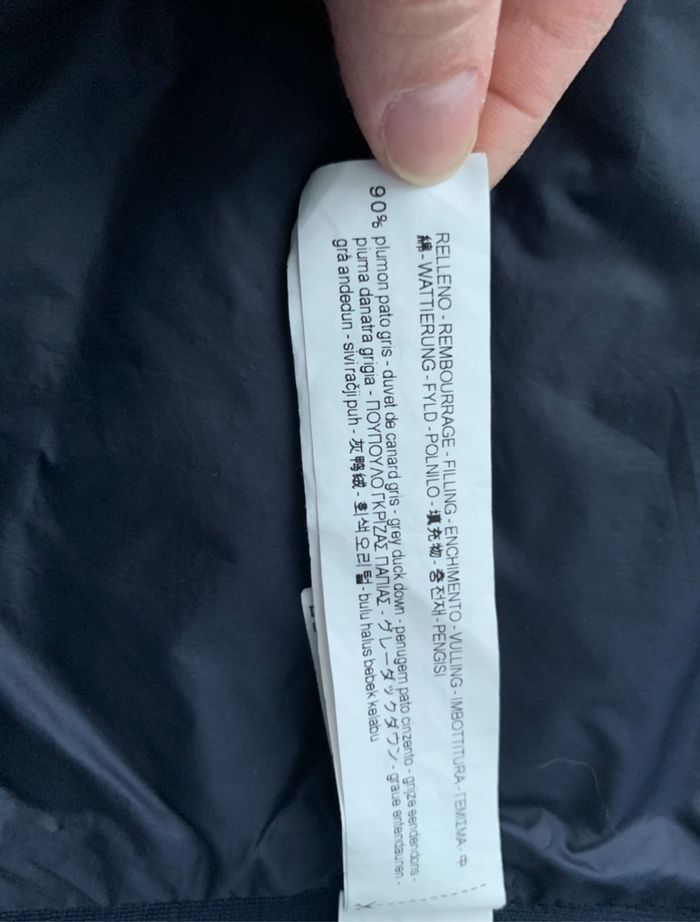 RELLENO - REMBOURRAGE - FILLING - ENCHIMENTO - VULLING - IMBOTTITURA - ΓΕΜΙΣΜΑ - 中
綿 - WATTIERUNG - FYLD - POLNILO - 填充物 - 충전재 - PENGISI
90% plumon pato gris - duvet de canard gris - grey duck down - penugem pato cinzento - grijze eendendons -
piuma danatra grigia - ΠΟΥΠΟΥΛΟ ΓΚΡΙΖΑΣ ΠΑΠΙΑΣ - グレーダックダウン - graue entendaunen -
grå andedun - sivi račji puh - 灰鸭绒 - 회색 오리털 - bulu halus bebek kelabu